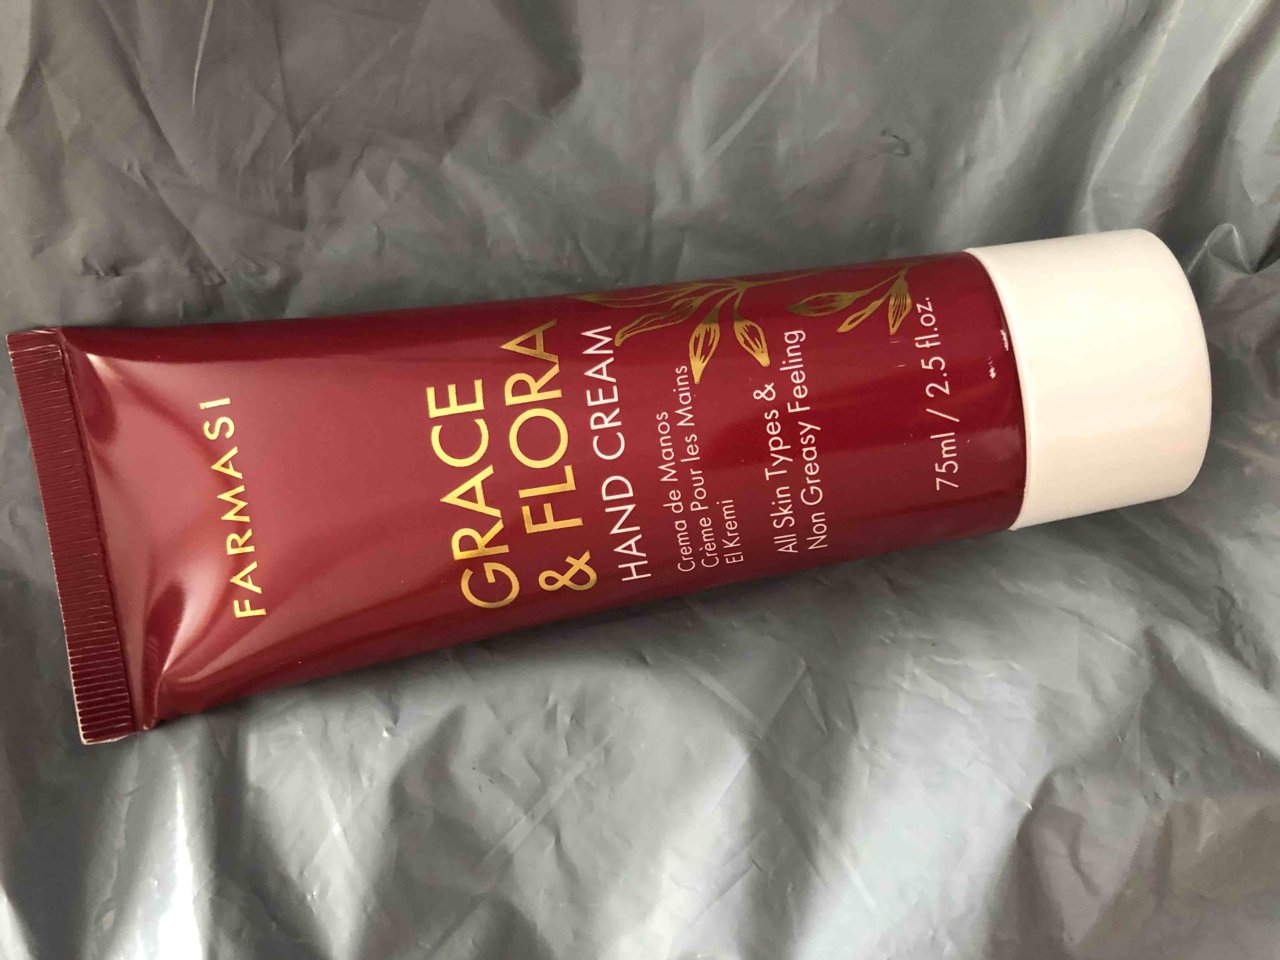 FARMASI
GRACE
& FLORA
HAND CREAM
Crema de Manos
Crème Pour les Mains
El Kremi
All Skin Types &
Non Greasy Feeling
75ml / 2.5 fl.oz.